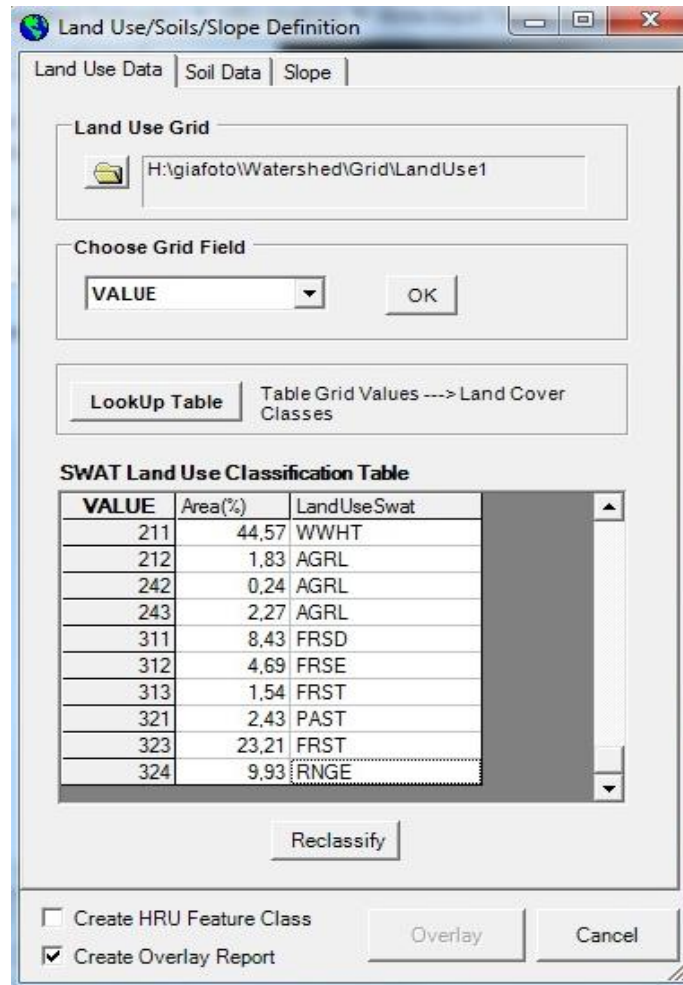 Land Use/Soils/Slope Definition
Land Use Data Soil Data Slope
Land Use Grid
H:\giafoto\Watershed\Grid\LandUse1
Choose Grid Field
VALUE OK
LookUp Table Table Grid Values ---> Land Cover
Classes
SWAT Land Use Classification Table
VALUE Area(%) LandUseSwat
211 44,57 WWHT
212 1,83 AGRL
242 0,24 AGRL
243 2,27 AGRL
311 8,43 FRSD
312 4,69 FRSE
313 1,54 FRST
321 2,43 PAST
323 23,21 FRST
324 9,93 RNGE
Reclassify
Create HRU Feature Class
Create Overlay Report
Overlay Cancel